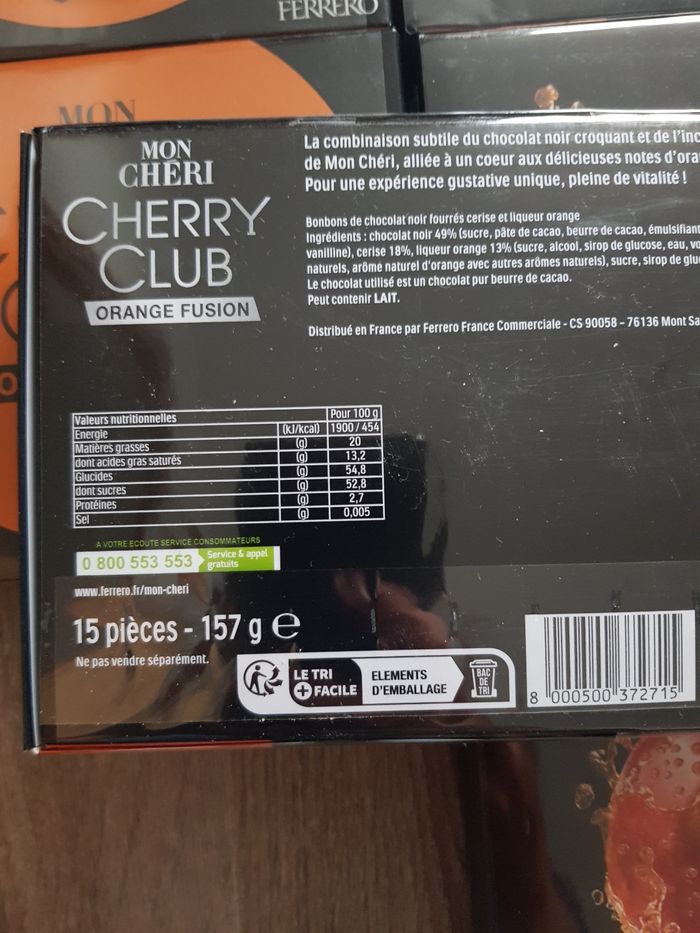 FERRERO
MON
MON
CHÉRI
CHERRY
CLUB
ORANGE FUSION
La combinaison subtile du chocolat noir croquant et de l'inc
de Mon Chéri, alliée à un coeur aux délicieuses notes d'ora
Pour une expérience gustative unique, pleine de vitalité !
Bonbons de chocolat noir fourrés cerise et liqueur orange
Ingrédients : chocolat noir 49% (sucre, pâte de cacao, beurre de cacao, émulsifiant
vanilline), cerise 18%, liqueur orange 13% (sucre, alcool, sirop de glucose, eau, vo
naturels, arôme naturel d'orange avec autres arômes naturels), sucre, sirop de glu
Le chocolat utilisé est un chocolat pur beurre de cacao.
Peut contenir LAIT.
Distribué en France par Ferrero France Commerciale - CS 90058 - 76136 Mont Sa
Valeurs nutritionnelles Pour 100 g
Energie (kJ/kcal) 1900 / 454
Matières grasses (g) 20
dont acides gras saturés (g) 13,2
Glucides (g) 54,8
dont sucres (g) 52,8
Protéines (g) 2,7
Sel (g) 0,005
A VOTRE ECOUTE SERVICE CONSOMMATEURS
0 800 553 553 Service & appel
gratuits
www.ferrero.fr/mon-cheri
15 pièces - 157 g e
Ne pas vendre séparément.
LE TRI
+ FACILE
ELEMENTS
D'EMBALLAGE
BAC
DE
TRI
8 000500 372715